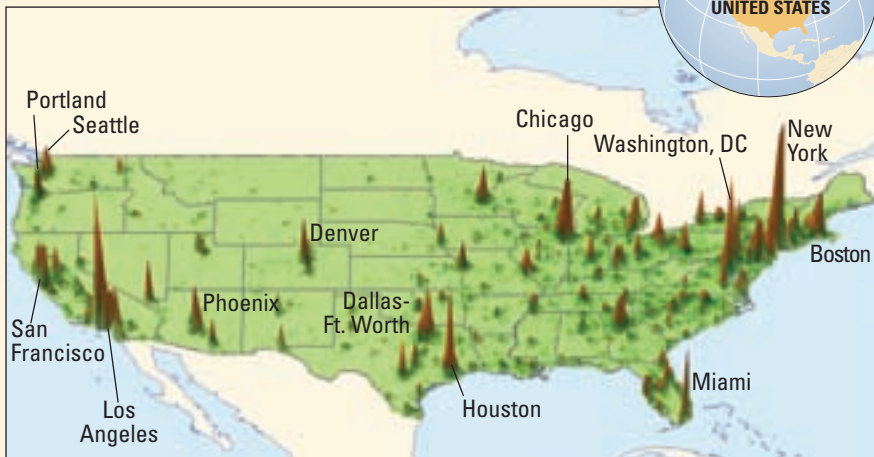 UNITED STATES
Portland
Seattle
Chicago
Washington, DC
New
York
Denver
Boston
Phoenix
Dallas-
Ft. Worth
San
Francisco
Miami
Los
Angeles
Houston